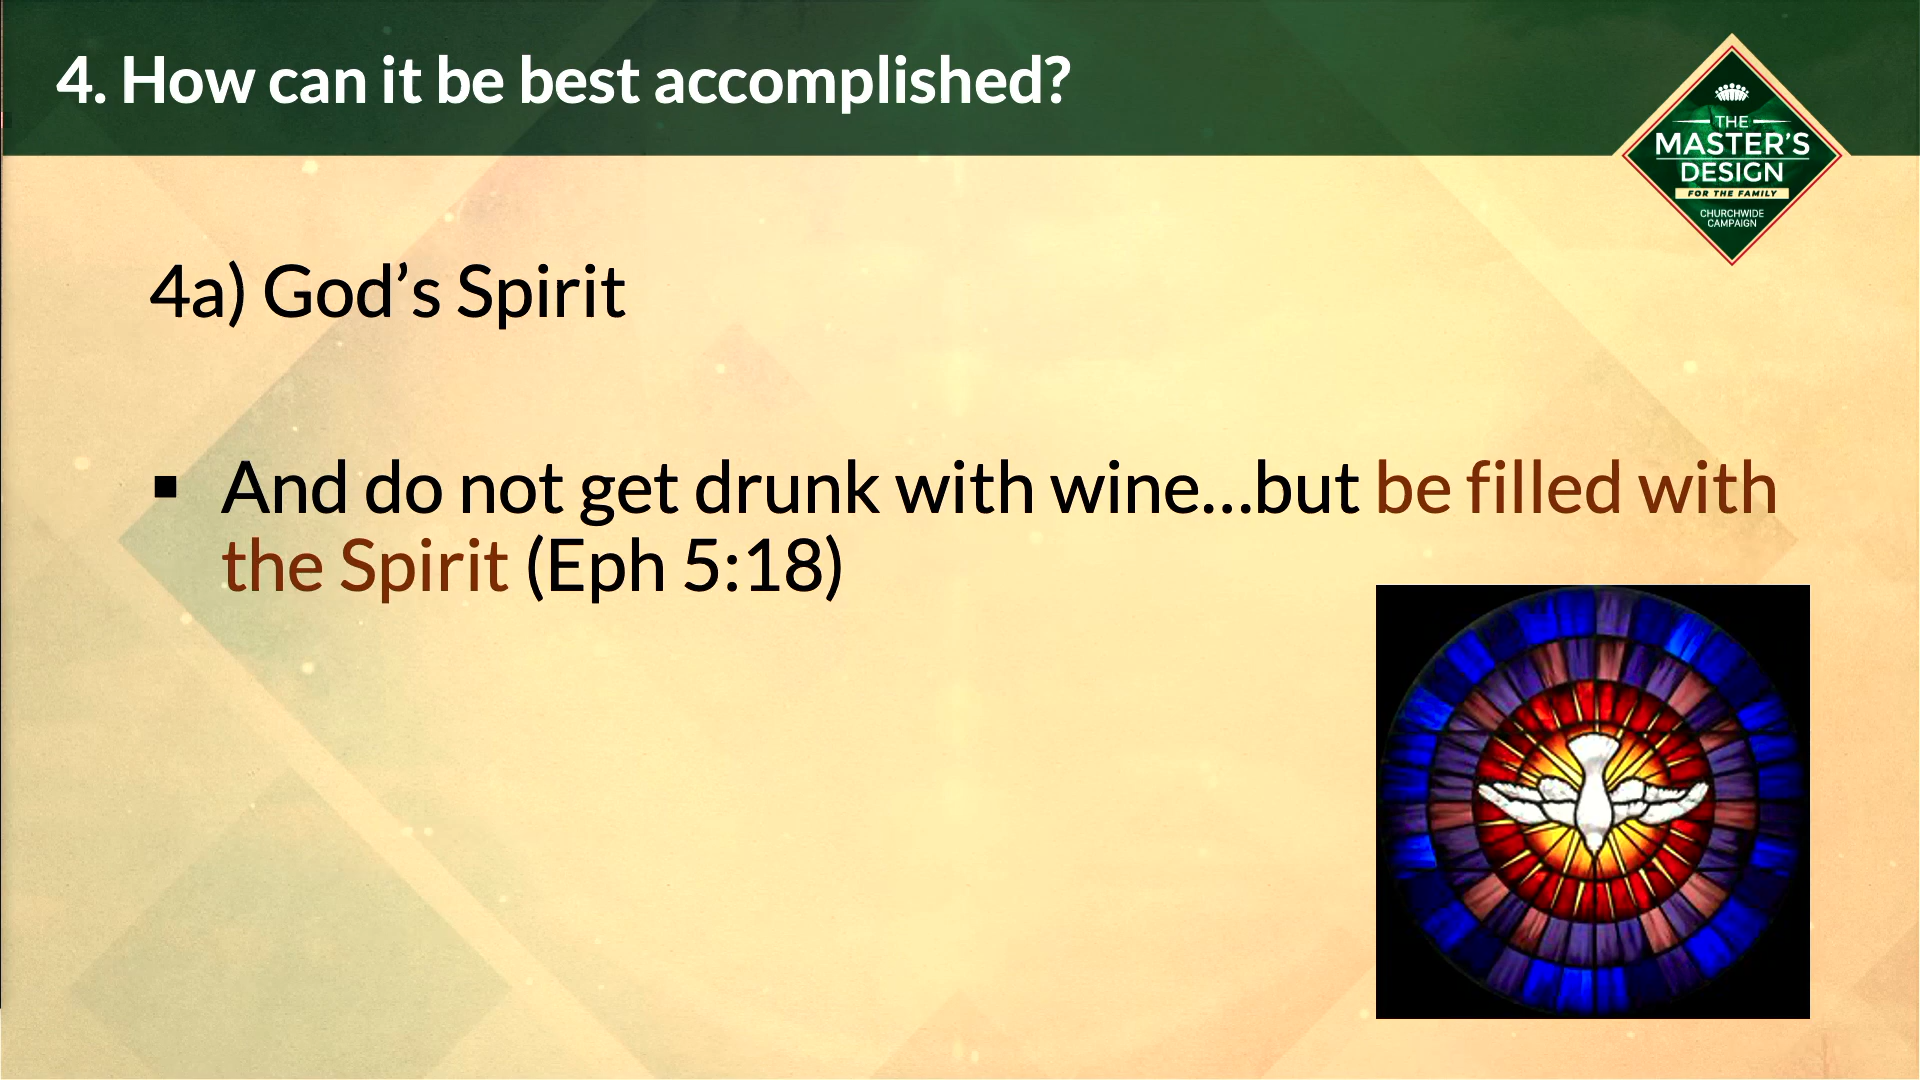 4. How can it be best accomplished?
THE
MASTER’S
DESIGN
FOR THE FAMILY
CHURCHWIDE
CAMPAIGN
4a) God’s Spirit
▪ And do not get drunk with wine…but be filled with
the Spirit (Eph 5:18)